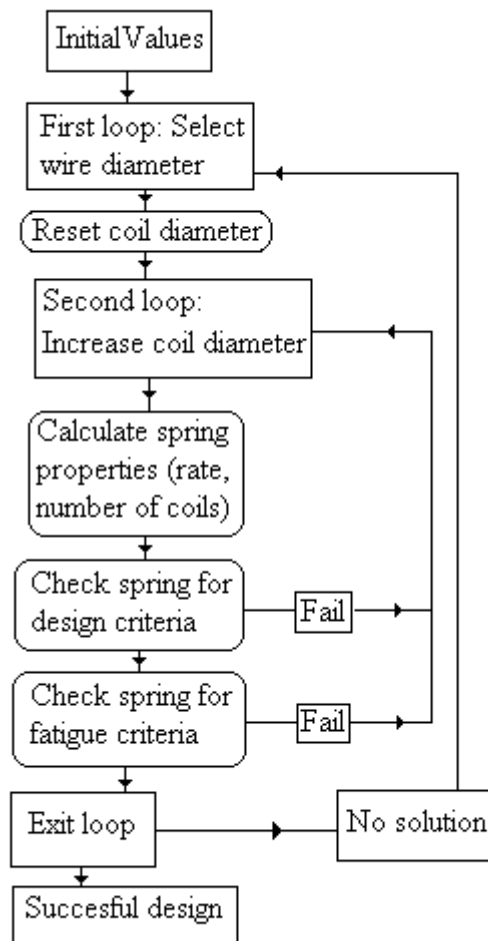 Initial Values
First loop: Select
wire diameter
Reset coil diameter
Second loop:
Increase coil diameter
Calculate spring
properties (rate,
number of coils)
Check spring for
design criteria
Fail
Check spring for
fatigue criteria
Fail
Exit loop
No solution
Succesful design